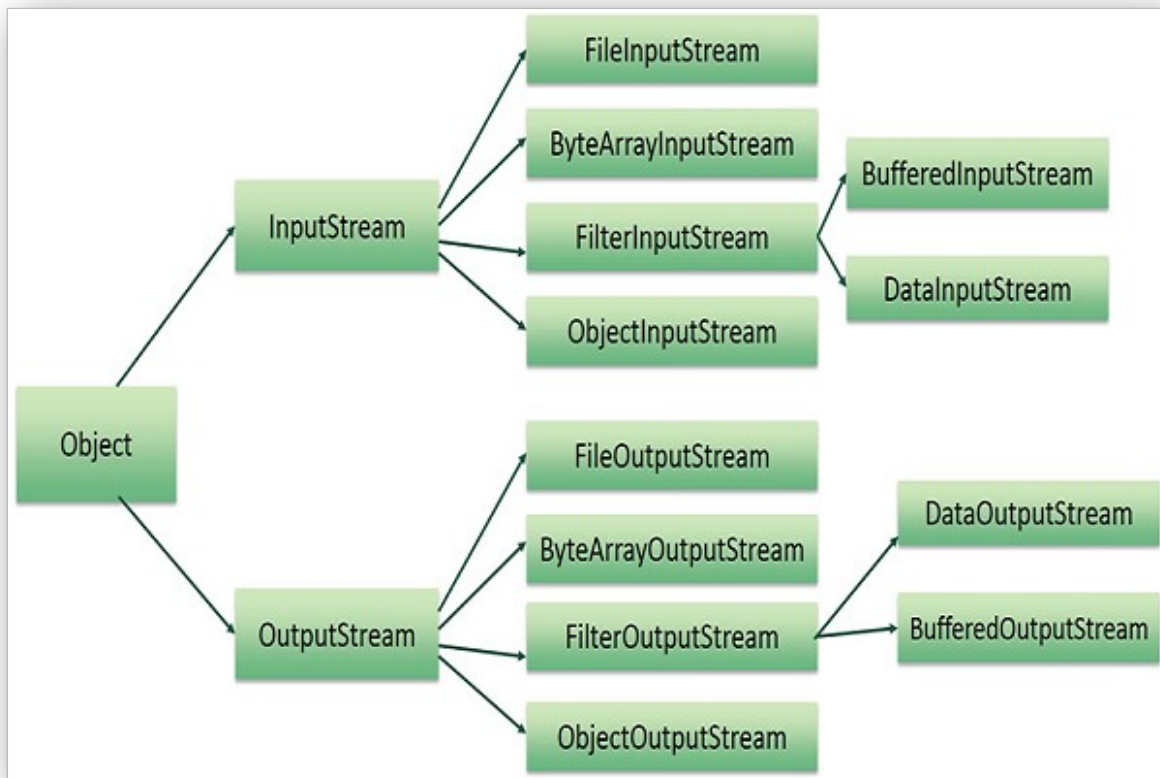 FileInputStream
ByteArrayInputStream
BufferedInputStream
InputStream
FilterInputStream
DataInputStream
ObjectInputStream
Object
FileOutputStream
DataOutputStream
ByteArrayOutputStream
OutputStream
FilterOutputStream
BufferedOutputStream
ObjectOutputStream